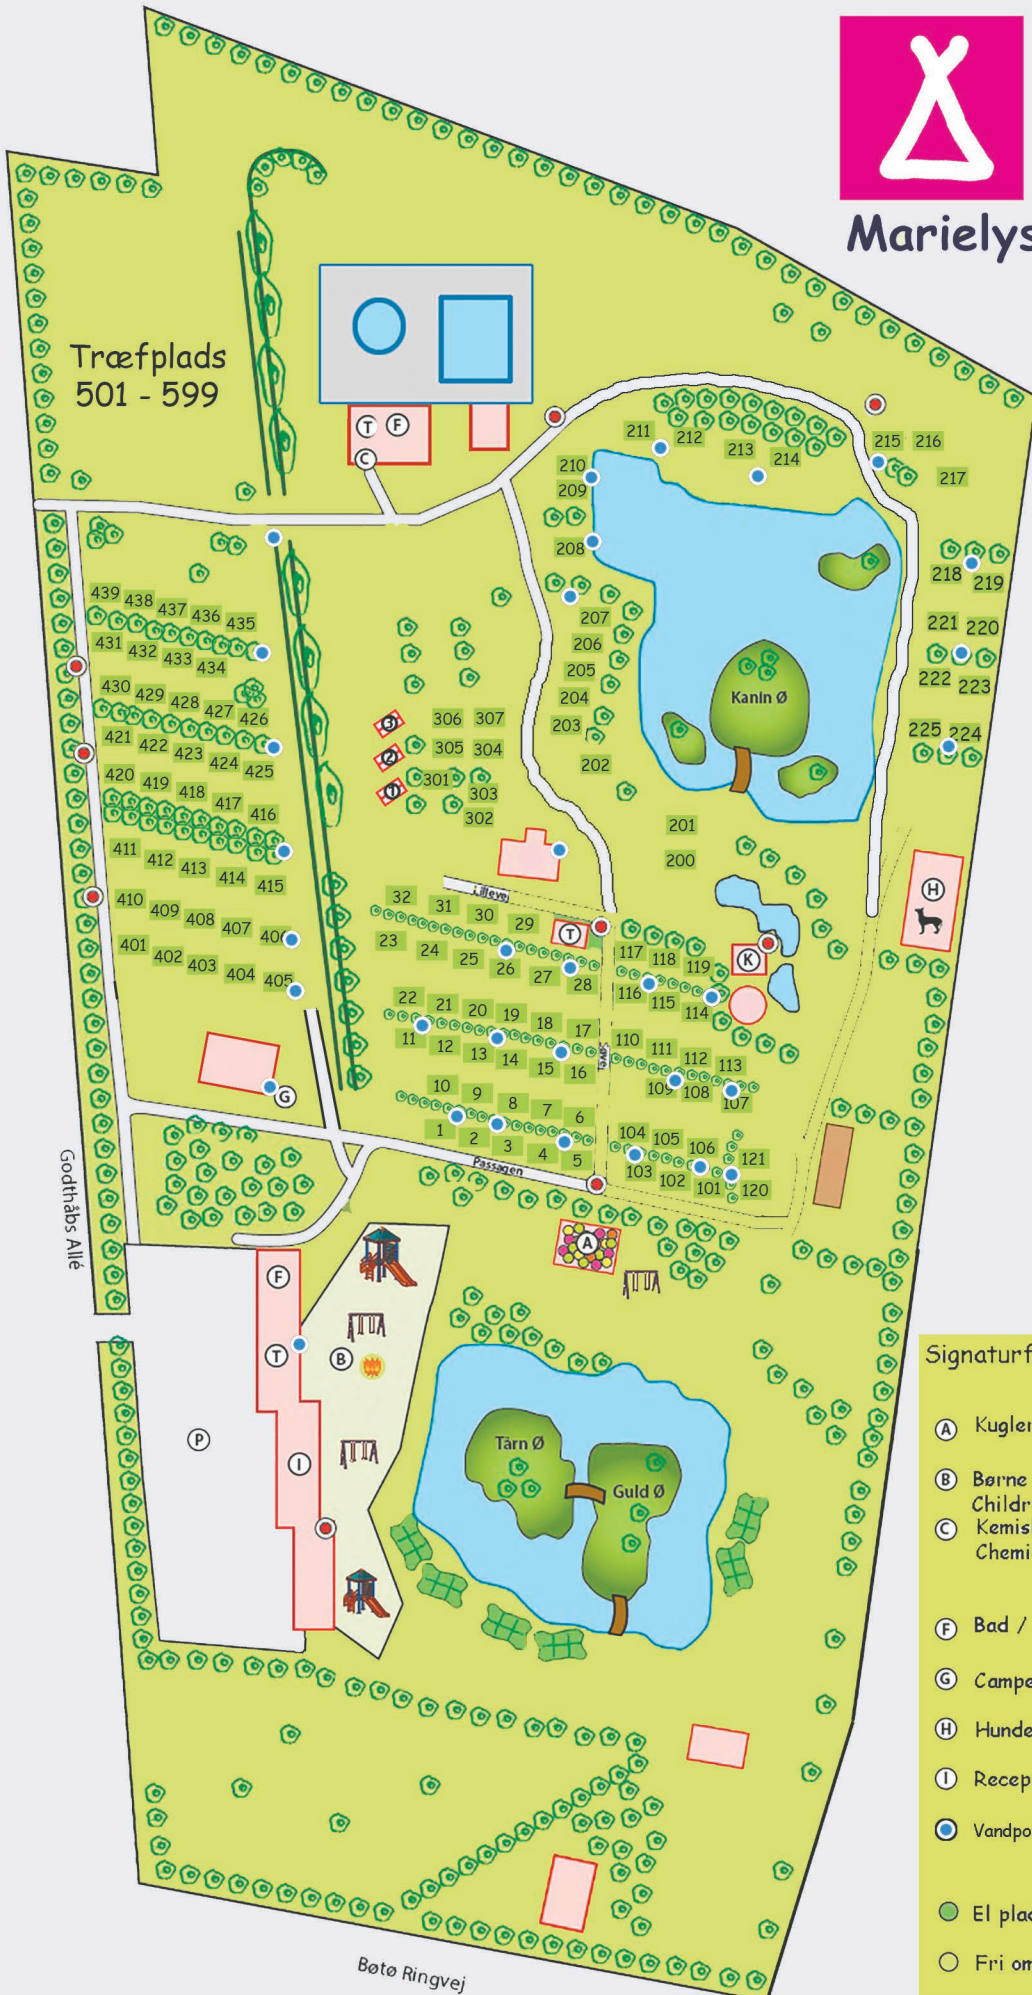 Marielys
Træfplads
501 - 599
T F
C
211 212
213
214
215 216
217
210
209
208
218 219
221 220
222 223
225 224
207
206
205
204
203
202
201
200
Kanin Ø
439 438 437 436 435
431 432 433 434
430 429 428 427 426
421 422 423 424 425
420 419 418 417 416
411 412 413 414 415
410 409 408 407 406
401 402 403 404 405
3
2
1
306 307
305 304
301
303
302
H
Lillevej
T
K
32 31 30 29
23 24 25 26 27 28
117 118 119
116 115 114
22 21 20 19 18 17
11 12 13 14 15 16
110 111 112 113
109 108 107
10 9 8 7 6
1 2 3 4 5
104 105 106
103 102 101
121
120
G
Passagen
Godthåbs Allé
A
F
T
B
P
I
Tårn Ø
Guld Ø
Bøtø Ringvej
Signaturf
A Kugler
B Børne
Childr
C Kemis
Chemi
F Bad /
G Campe
H Hunde
I Recep
Vandpo
El plac
Fri om